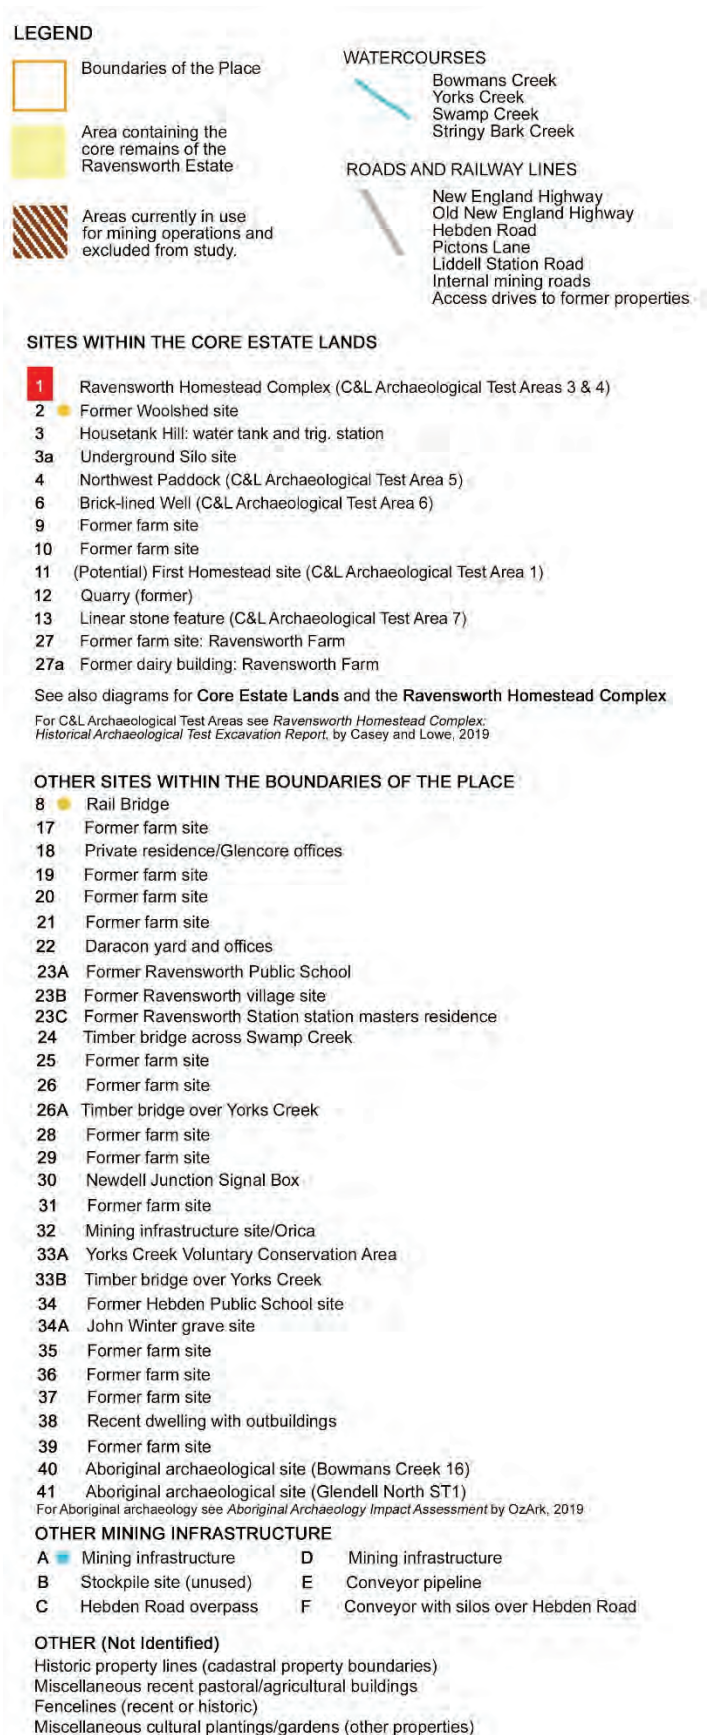 LEGEND
Boundaries of the Place
Area containing the
core remains of the
Ravensworth Estate
Areas currently in use
for mining operations and
excluded from study.
WATERCOURSES
Bowmans Creek
Yorks Creek
Swamp Creek
Stringy Bark Creek
ROADS AND RAILWAY LINES
New England Highway
Old New England Highway
Hebden Road
Pictons Lane
Liddell Station Road
Internal mining roads
Access drives to former properties
SITES WITHIN THE CORE ESTATE LANDS
1 Ravensworth Homestead Complex (C&L Archaeological Test Areas 3 & 4)
2 Former Woolshed site
3 Housetank Hill: water tank and trig. station
3a Underground Silo site
4 Northwest Paddock (C&L Archaeological Test Area 5)
6 Brick-lined Well (C&L Archaeological Test Area 6)
9 Former farm site
10 Former farm site
11 (Potential) First Homestead site (C&L Archaeological Test Area 1)
12 Quarry (former)
13 Linear stone feature (C&L Archaeological Test Area 7)
27 Former farm site: Ravensworth Farm
27a Former dairy building: Ravensworth Farm
See also diagrams for Core Estate Lands and the Ravensworth Homestead Complex
For C&L Archaeological Test Areas see Ravensworth Homestead Complex:
Historical Archaeological Test Excavation Report, by Casey and Lowe, 2019
OTHER SITES WITHIN THE BOUNDARIES OF THE PLACE
8 Rail Bridge
17 Former farm site
18 Private residence/Glencore offices
19 Former farm site
20 Former farm site
21 Former farm site
22 Daracon yard and offices
23A Former Ravensworth Public School
23B Former Ravensworth village site
23C Former Ravensworth Station station masters residence
24 Timber bridge across Swamp Creek
25 Former farm site
26 Former farm site
26A Timber bridge over Yorks Creek
28 Former farm site
29 Former farm site
30 Newdell Junction Signal Box
31 Former farm site
32 Mining infrastructure site/Orica
33A Yorks Creek Voluntary Conservation Area
33B Timber bridge over Yorks Creek
34 Former Hebden Public School site
34A John Winter grave site
35 Former farm site
36 Former farm site
37 Former farm site
38 Recent dwelling with outbuildings
39 Former farm site
40 Aboriginal archaeological site (Bowmans Creek 16)
41 Aboriginal archaeological site (Glendell North ST1)
For Aboriginal archaeology see Aboriginal Archaeology Impact Assessment by OzArk, 2019
OTHER MINING INFRASTRUCTURE
A Mining infrastructure D Mining infrastructure
B Stockpile site (unused) E Conveyor pipeline
C Hebden Road overpass F Conveyor with silos over Hebden Road
OTHER (Not Identified)
Historic property lines (cadastral property boundaries)
Miscellaneous recent pastoral/agricultural buildings
Fencelines (recent or historic)
Miscellaneous cultural plantings/gardens (other properties)